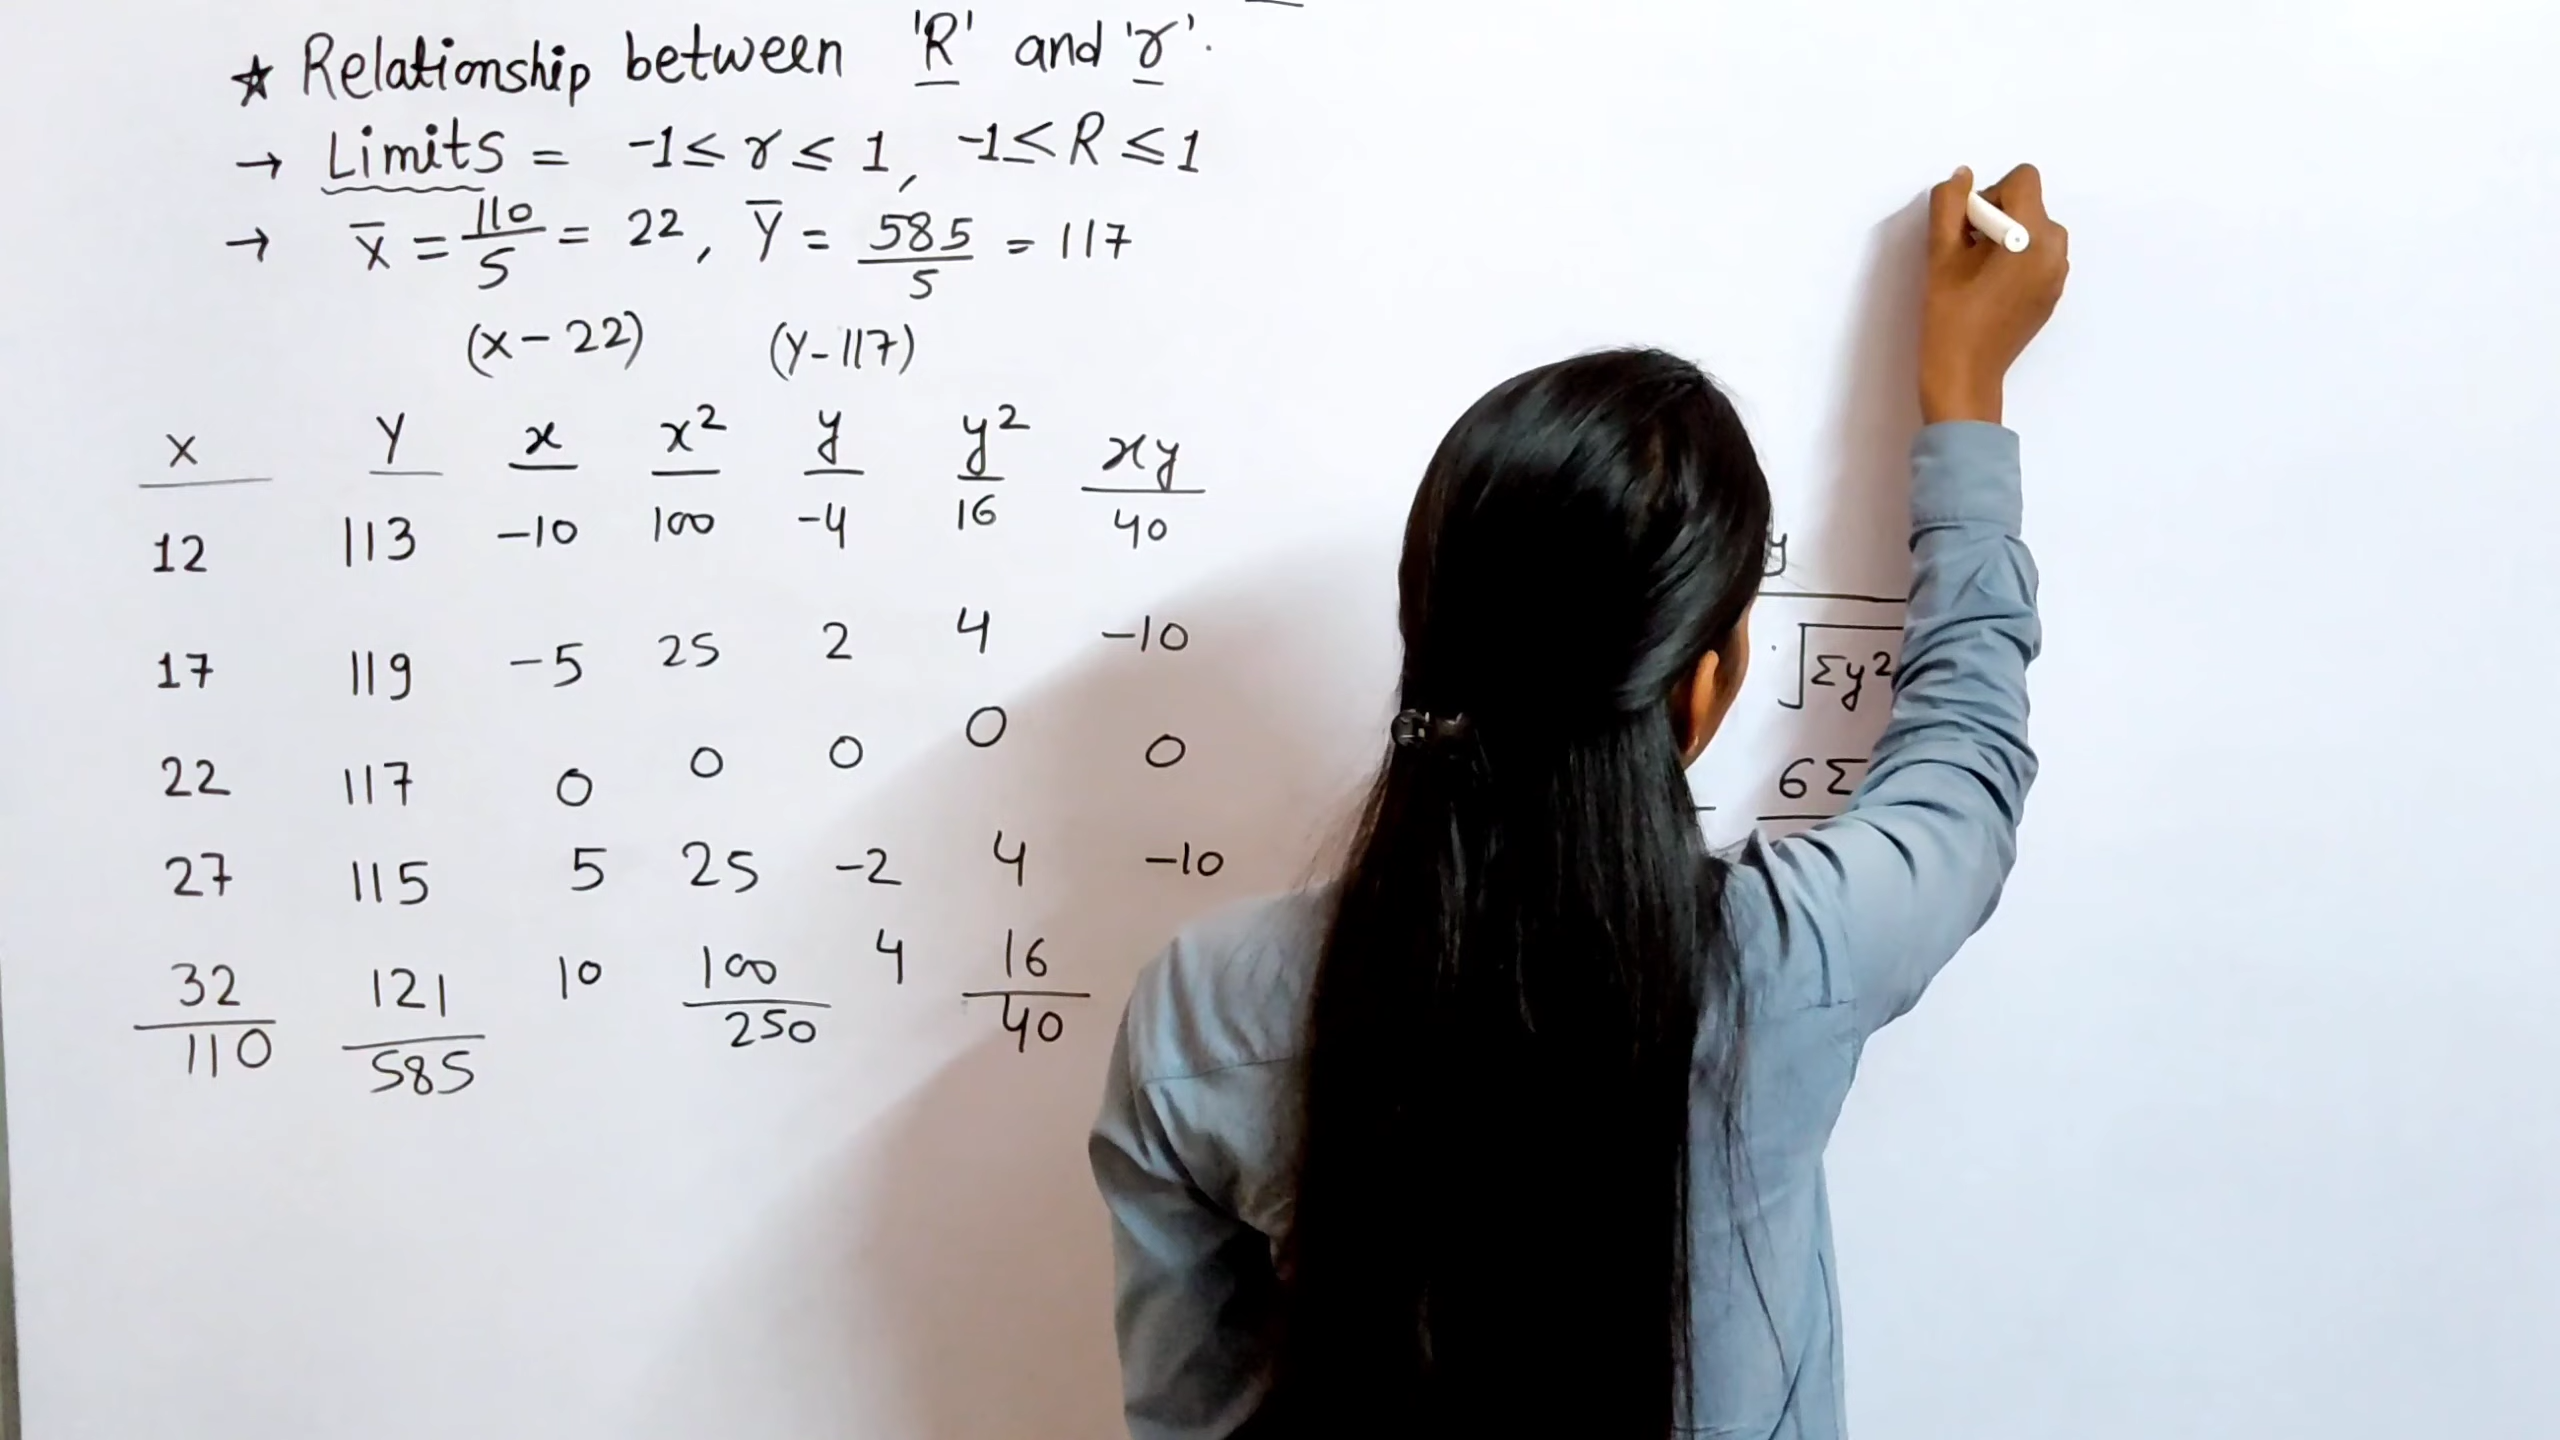 ★ Relationship between 'R' and 'r'.
→ Limits = -1 ≤ r ≤ 1, -1 ≤ R ≤ 1
→ X̅ = 110/5 = 22, Y̅ = 585/5 = 117
(X - 22) (Y - 117)
X Y x x² y y² xy
12 113 -10 100 -4 16 40
17 119 -5 25 2 4 -10
22 117 0 0 0 0 0
27 115 5 25 -2 4 -10
32 121 10 100 4 16
110 585 250 40
y
√Σy²
- 6Σ